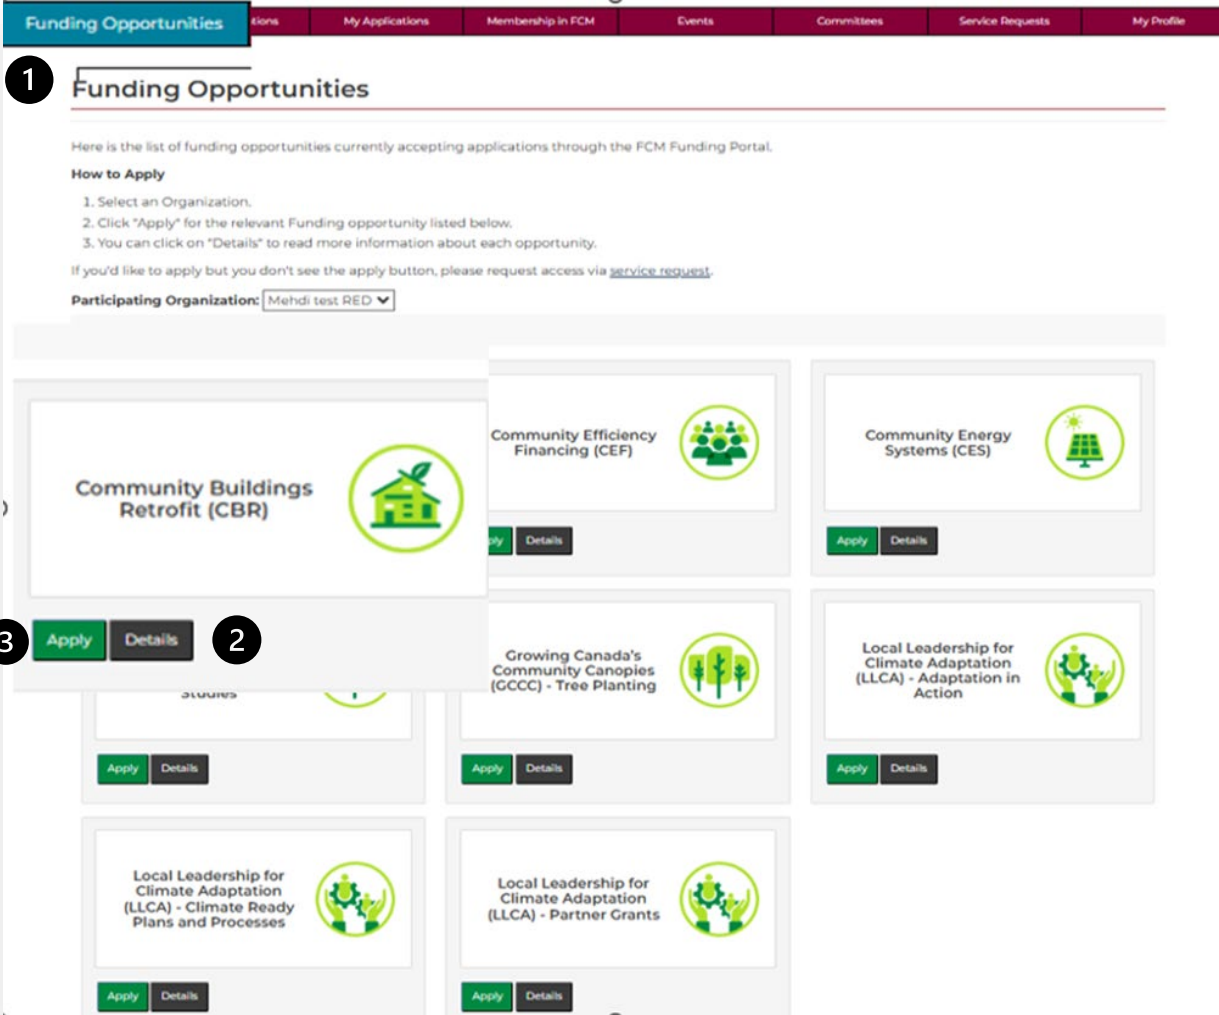 Funding Opportunities
tions
My Applications
Membership in FCM
Events
Committees
Service Requests
My Profile
1
Funding Opportunities
Here is the list of funding opportunities currently accepting applications through the FCM Funding Portal.
How to Apply
1. Select an Organization.
2. Click "Apply" for the relevant Funding opportunity listed below.
3. You can click on "Details" to read more information about each opportunity.
If you'd like to apply but you don't see the apply button, please request access via service request.
Participating Organization: Mehdi test RED
Community Buildings
Retrofit (CBR)
3 Apply Details 2
Community Efficiency
Financing (CEF)
ply Details
Community Energy
Systems (CES)
Apply Details
Studies
Apply Details
Growing Canada's
Community Canopies
(GCCC) - Tree Planting
Apply Details
Local Leadership for
Climate Adaptation
(LLCA) - Adaptation in
Action
Apply Details
Local Leadership for
Climate Adaptation
(LLCA) - Climate Ready
Plans and Processes
Apply Details
Local Leadership for
Climate Adaptation
(LLCA) - Partner Grants
Apply Details